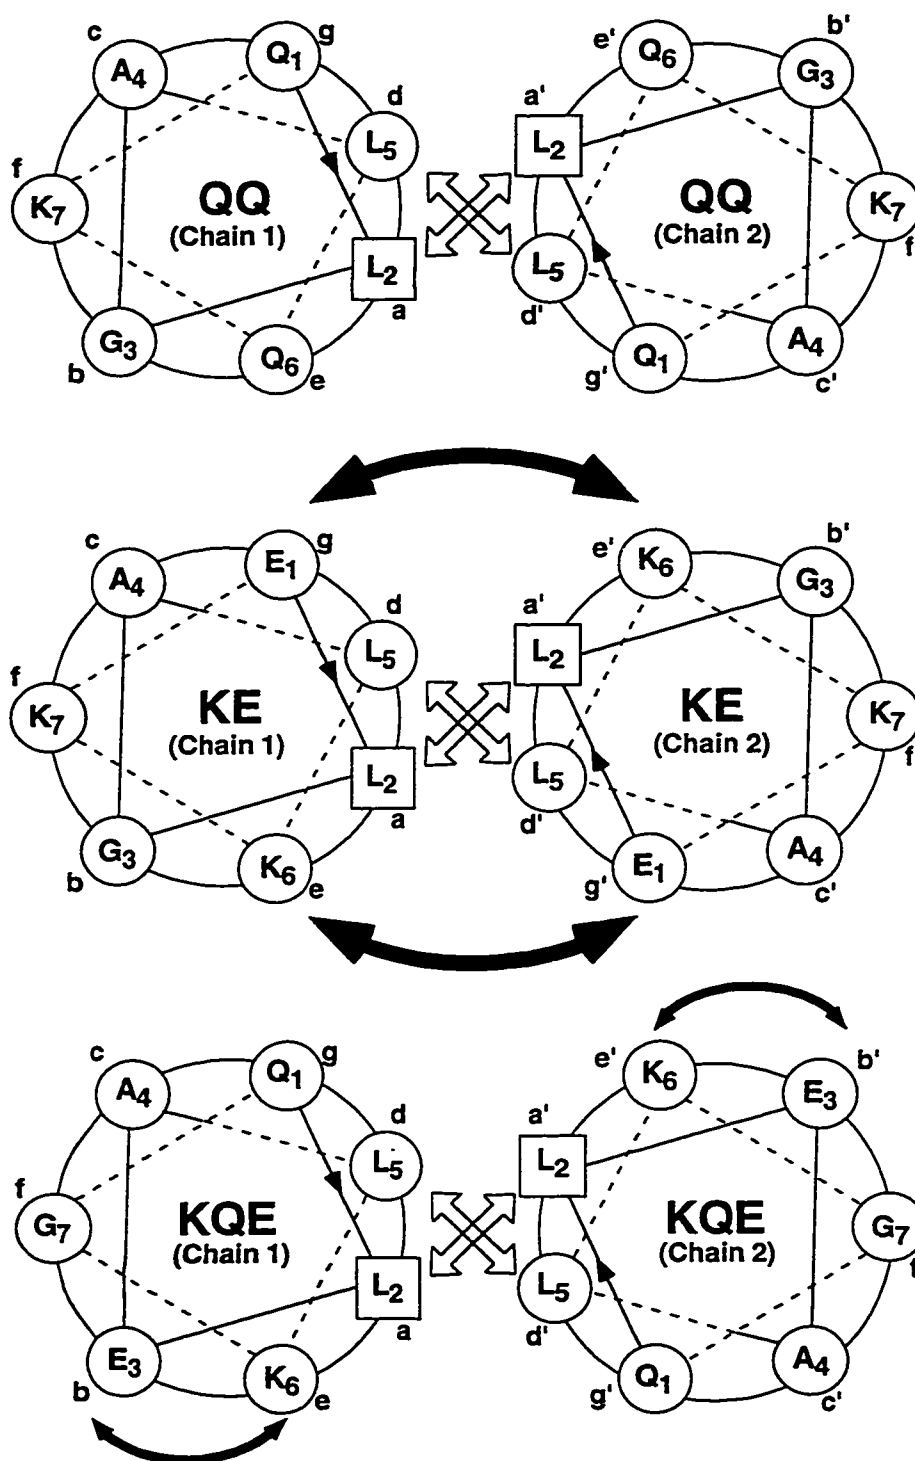 c g
A4 Q1
d
L5
f
K7
QQ
(Chain 1)
L2
a
G3
b
Q6
e
e' b'
Q6 G3
a'
L2
QQ
(Chain 2)
K7
f
L5
d'
Q1
g'
A4
c'
c g
A4 E1
d
L5
f
K7
KE
(Chain 1)
L2
a
G3
b
K6
e
e' b'
K6 G3
a'
L2
KE
(Chain 2)
K7
f
L5
d'
E1
g'
A4
c'
c g
A4 Q1
d
L5
f
G7
KQE
(Chain 1)
L2
a
E3
b
K6
e
e' b'
K6 E3
a'
L2
KQE
(Chain 2)
G7
f
L5
d'
Q1
g'
A4
c'